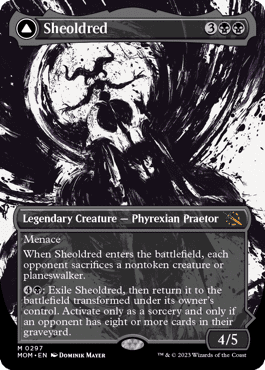 Sheoldred 3
Legendary Creature — Phyrexian Praetor
Menace
When Sheoldred enters the battlefield, each
opponent sacrifices a nontoken creature or
planeswalker.
4: Exile Sheoldred, then return it to the
battlefield transformed under its owner's
control. Activate only as a sorcery and only if
an opponent has eight or more cards in their
graveyard.
4/5
M 0297
MOM • EN DOMINIK MAYER
™ & © 2023 Wizards of the Coast